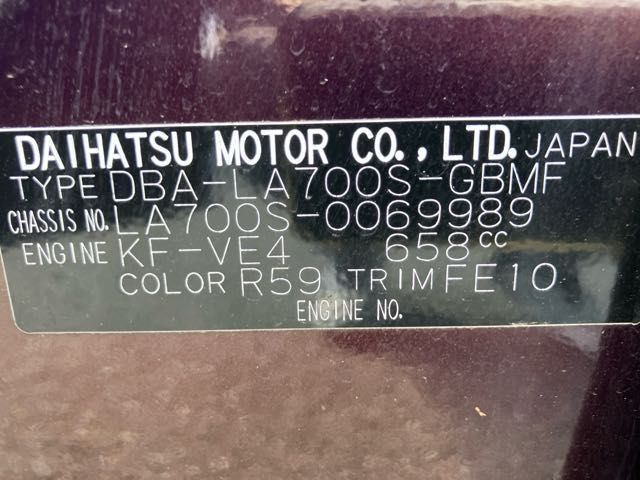 DAIHATSU MOTOR CO., LTD. JAPAN
TYPE DBA-LA700S-GBMF
CHASSIS NO. LA700S-0069989
ENGINE KF-VE4 658cc
COLOR R59 TRIM FE10
ENGINE NO.